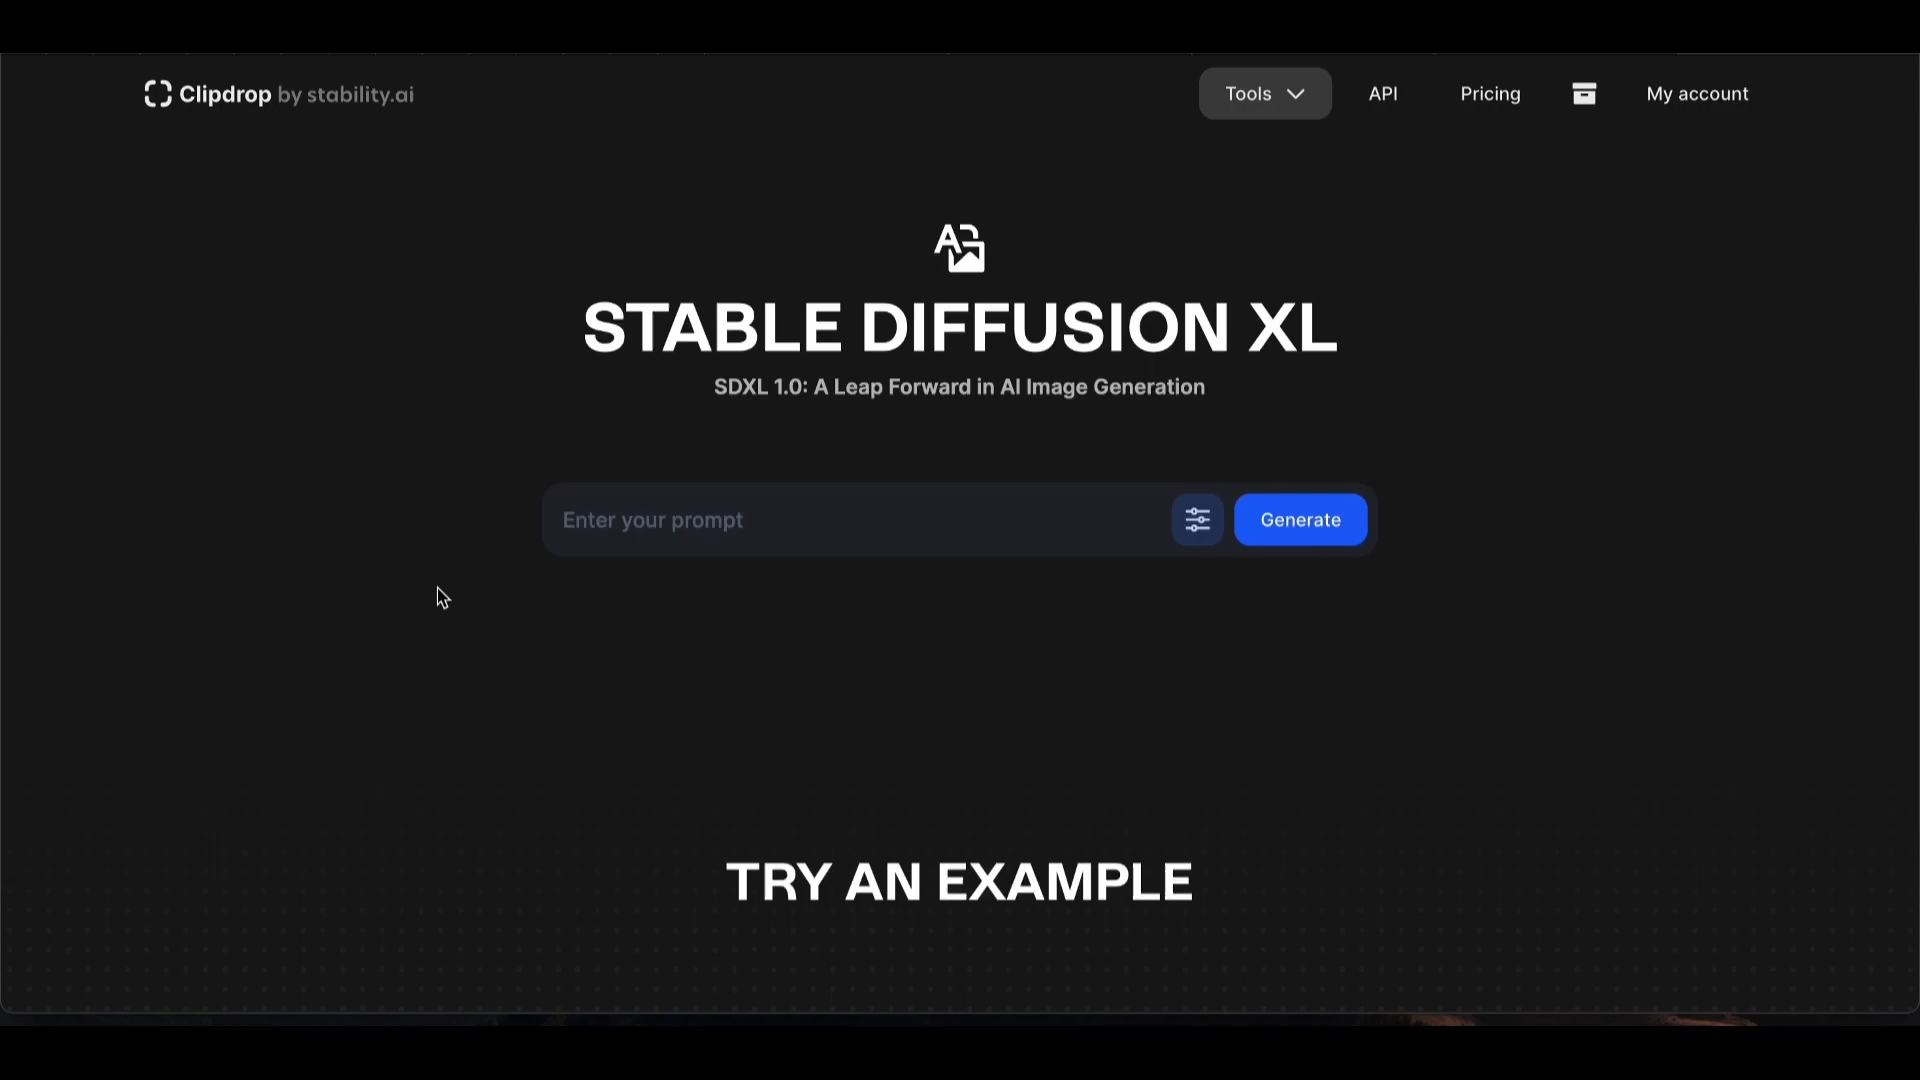 Clipdrop by stability.ai
Tools
API
Pricing
My account
STABLE DIFFUSION XL
SDXL 1.0: A Leap Forward in AI Image Generation
Enter your prompt
Generate
TRY AN EXAMPLE